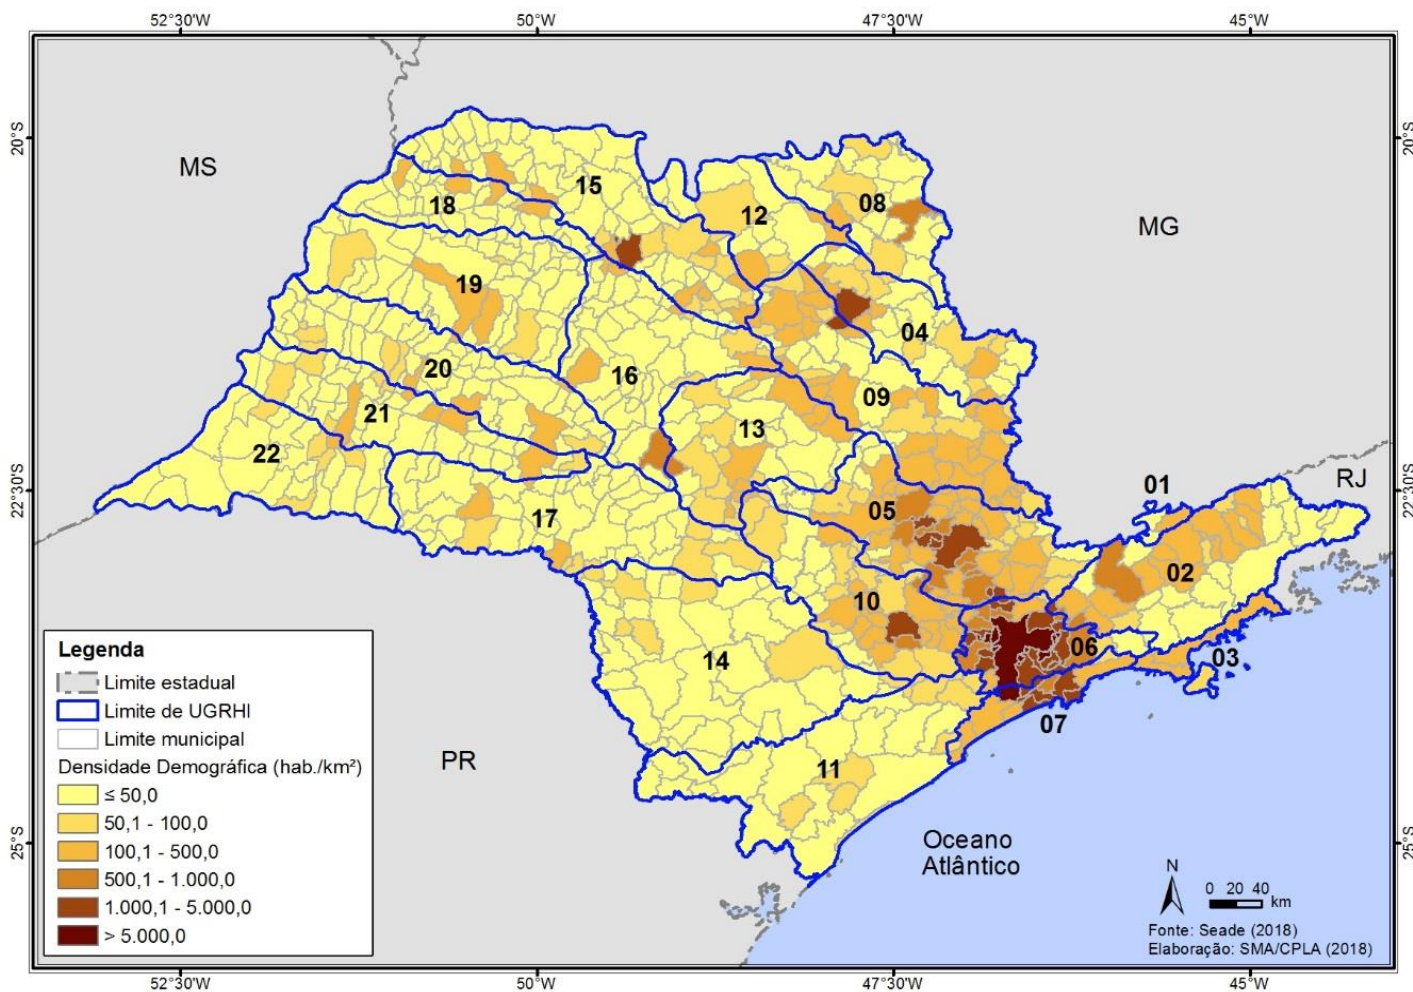 52°30'W 50°W 47°30'W 45°W
20°S 20°S
MS
MG
15
18
12
08
19
04
16
20
09
21
13
22
22°30'S 22°30'S
01
RJ
05
17
02
10
06
03
14
07
PR
11
25°S 25°S
Oceano
Atlântico
Legenda
Limite estadual
Limite de UGRHI
Limite municipal
Densidade Demográfica (hab./km²)
≤ 50,0
50,1 - 100,0
100,1 - 500,0
500,1 - 1.000,0
1.000,1 - 5.000,0
> 5.000,0
N
0 20 40
km
Fonte: Seade (2018)
Elaboração: SMA/CPLA (2018)
52°30'W 50°W 47°30'W 45°W